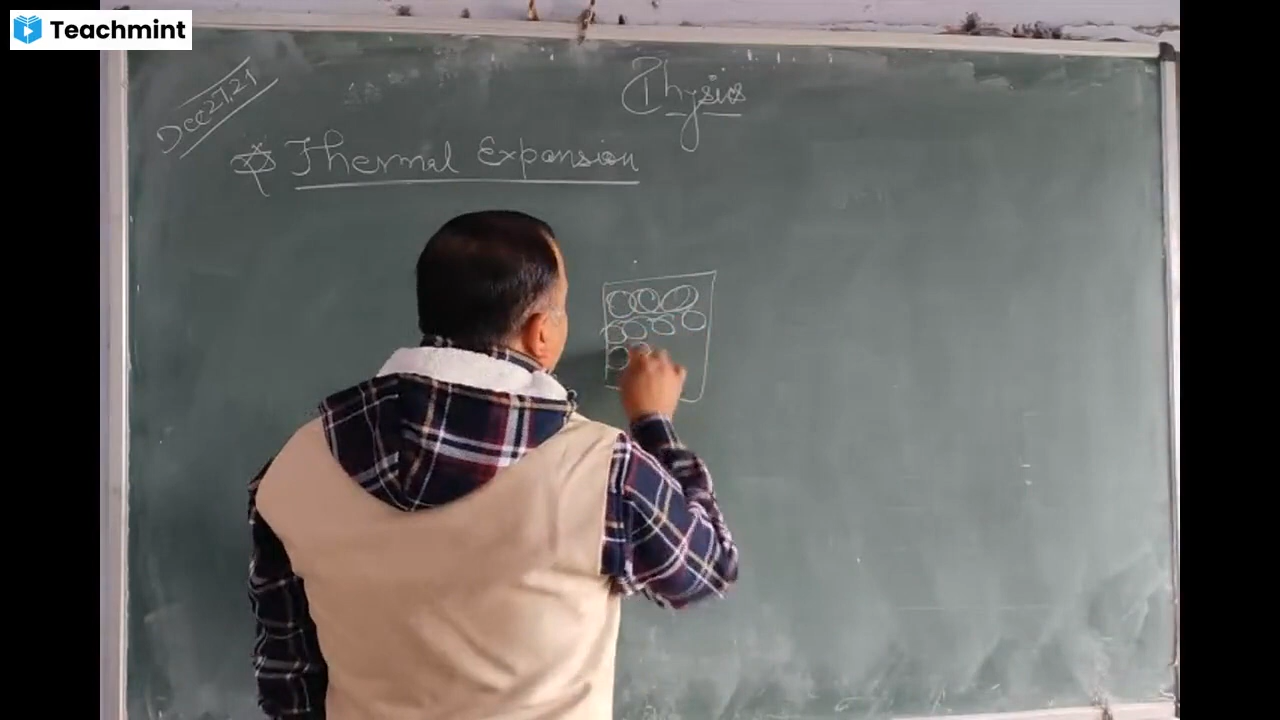 Teachmint
Physics
Dec 27, 21
Thermal Expansion